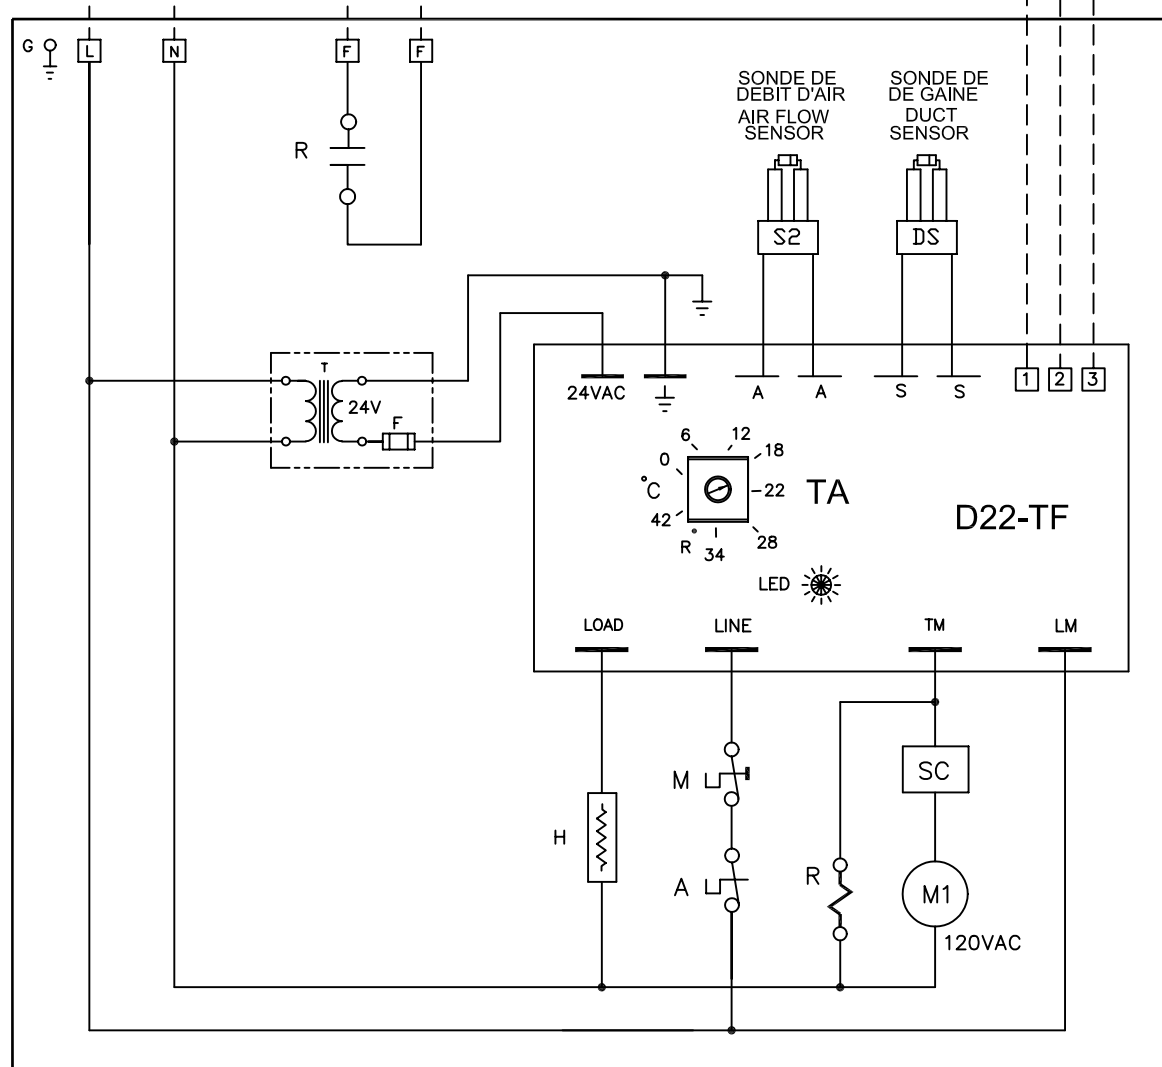 G
L
N
F
F
R
SONDE DE
DEBIT D'AIR
AIR FLOW
SENSOR
SONDE DE
DE GAINE
DUCT
SENSOR
S2
DS
T
24V
F
24VAC
A
A
S
S
1
2
3
6
12
0
18
°C
22
TA
42
28
R°
34
D22-TF
LED
LOAD
LINE
TM
LM
M
SC
H
A
R
M1
120VAC